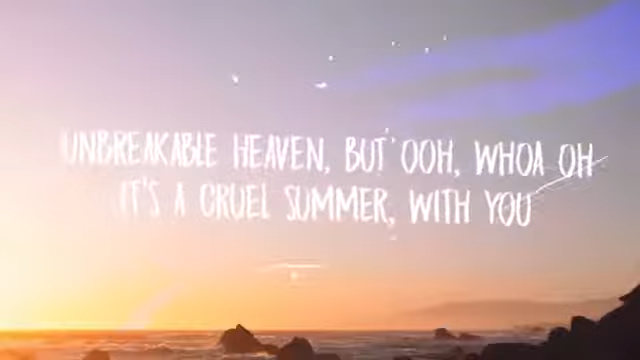 UNBREAKABLE HEAVEN, BUT OOH, WHOA OH
IT'S A CRUEL SUMMER, WITH YOU